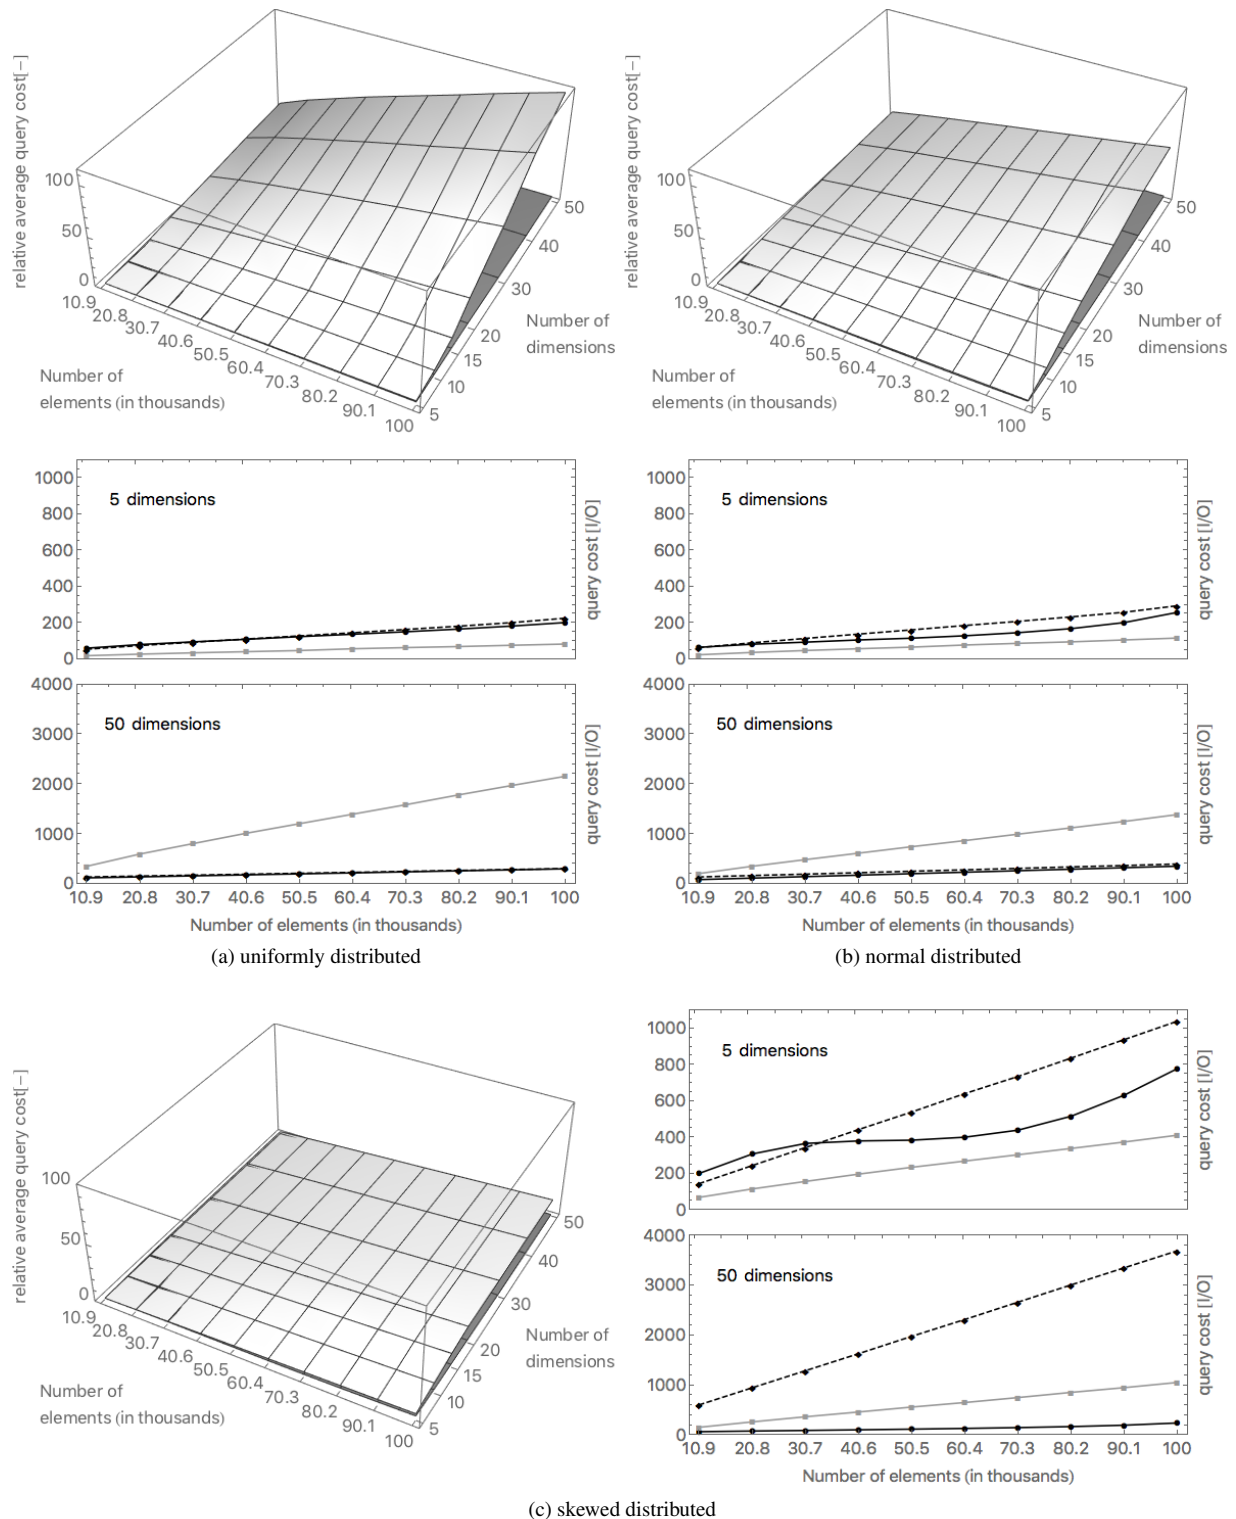 relative average query cost[−]
100
50
0
10.9
20.8
30.7
40.6
50.5
60.4
70.3
80.2
90.1
100
Number of
elements (in thousands)
5
10
15
20
30
40
50
Number of
dimensions
relative average query cost[−]
100
50
0
10.9
20.8
30.7
40.6
50.5
60.4
70.3
80.2
90.1
100
Number of
elements (in thousands)
5
10
15
20
30
40
50
Number of
dimensions
5 dimensions
1000
800
600
400
200
0
query cost [I/O]
5 dimensions
1000
800
600
400
200
0
query cost [I/O]
50 dimensions
4000
3000
2000
1000
0
query cost [I/O]
10.9 20.8 30.7 40.6 50.5 60.4 70.3 80.2 90.1 100
Number of elements (in thousands)
(a) uniformly distributed
50 dimensions
4000
3000
2000
1000
0
query cost [I/O]
10.9 20.8 30.7 40.6 50.5 60.4 70.3 80.2 90.1 100
Number of elements (in thousands)
(b) normal distributed
relative average query cost[−]
100
50
0
10.9
20.8
30.7
40.6
50.5
60.4
70.3
80.2
90.1
100
Number of
elements (in thousands)
5
10
15
20
30
40
50
Number of
dimensions
5 dimensions
1000
800
600
400
200
0
query cost [I/O]
50 dimensions
4000
3000
2000
1000
0
query cost [I/O]
10.9 20.8 30.7 40.6 50.5 60.4 70.3 80.2 90.1 100
Number of elements (in thousands)
(c) skewed distributed